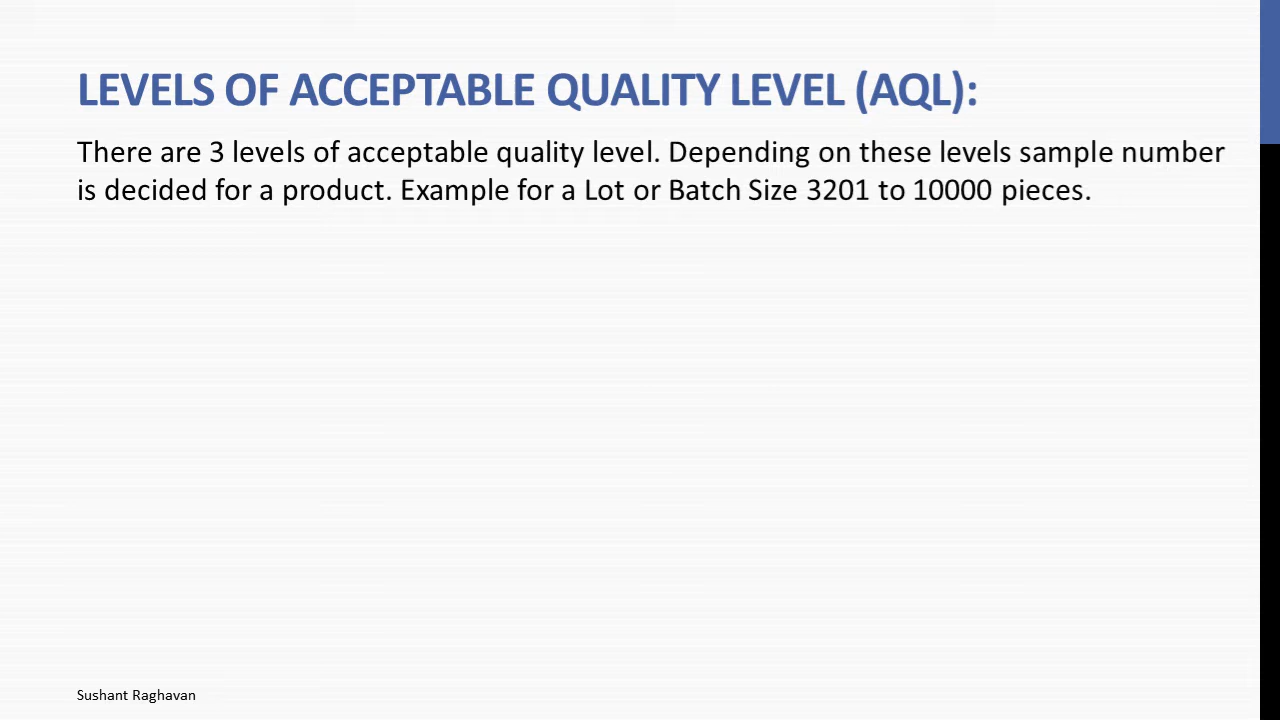 LEVELS OF ACCEPTABLE QUALITY LEVEL (AQL):
There are 3 levels of acceptable quality level. Depending on these levels sample number
is decided for a product. Example for a Lot or Batch Size 3201 to 10000 pieces.
Sushant Raghavan